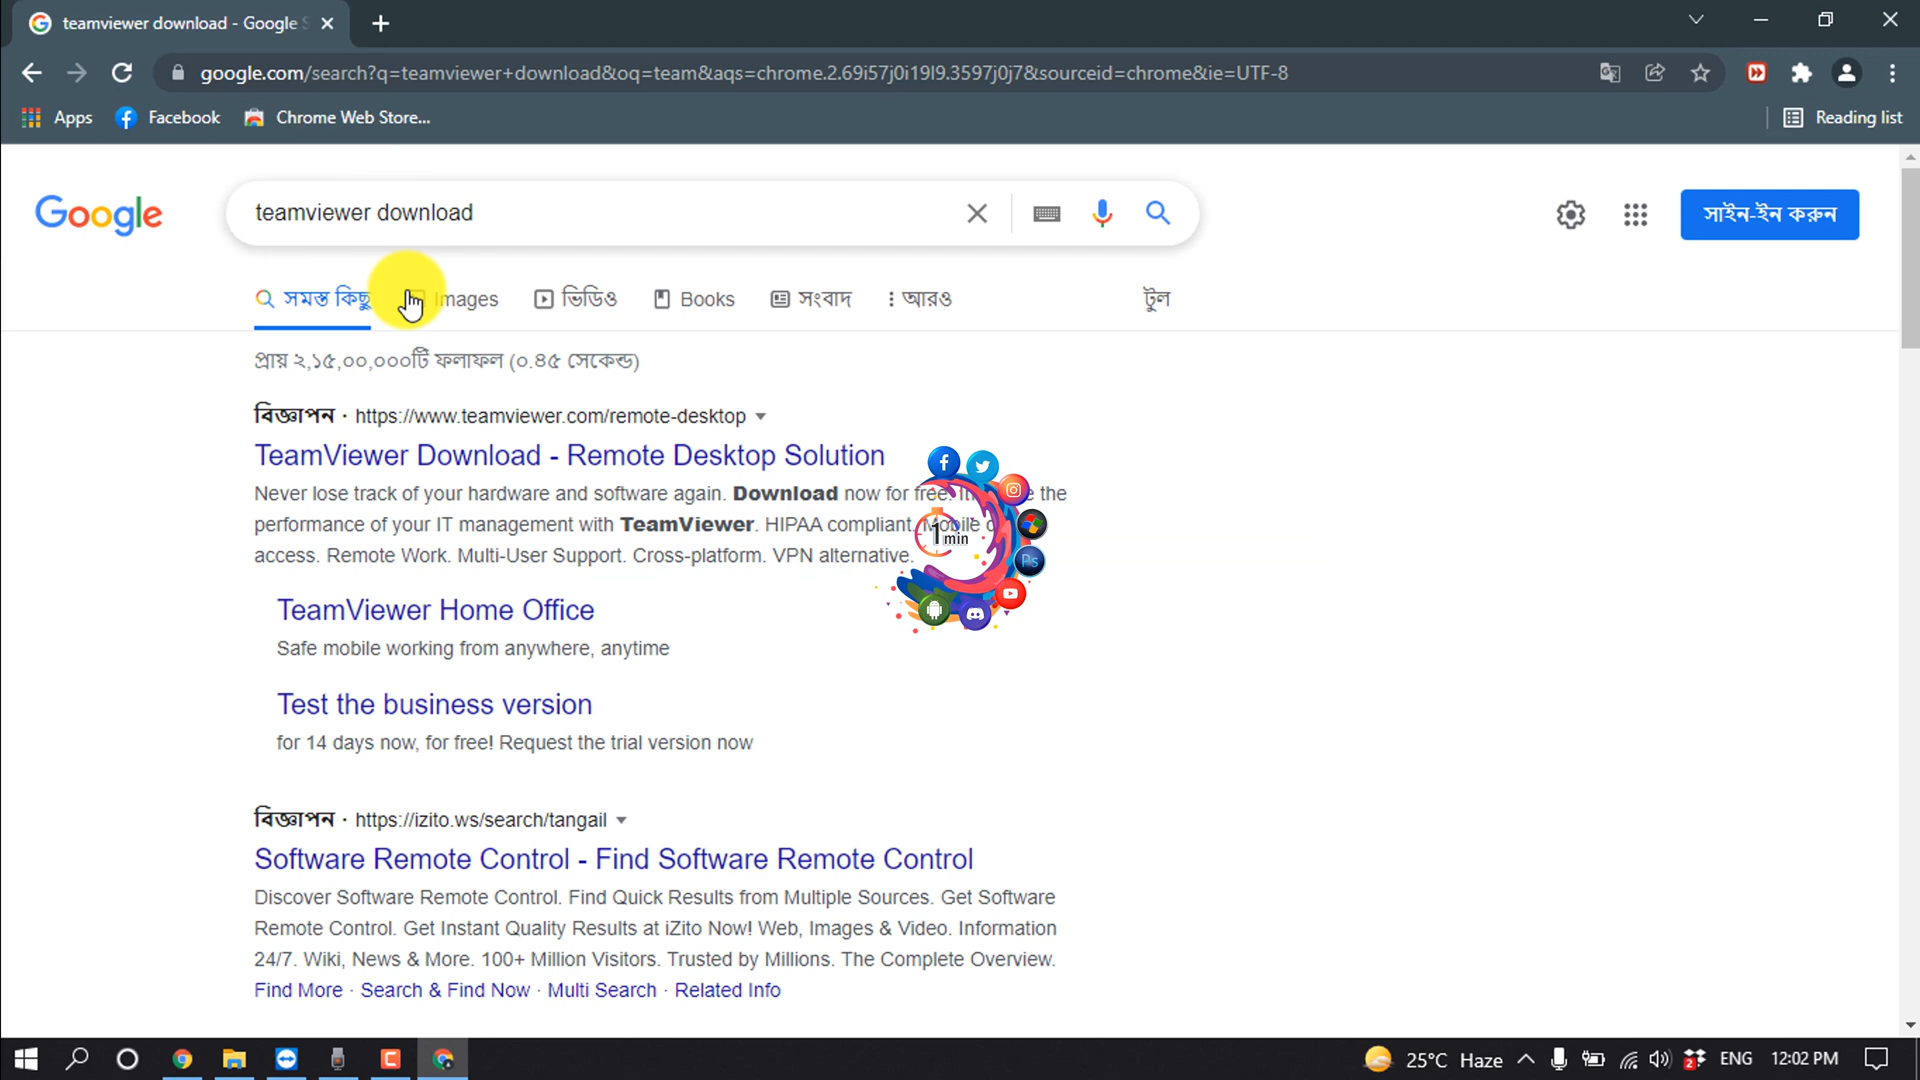 teamviewer download - Google S
google.com/search?q=teamviewer+download&oq=team&aqs=chrome.2.69i57j0i19l9.3597j0j7&sourceid=chrome&ie=UTF-8
Apps Facebook Chrome Web Store... Reading list
Google teamviewer download সাইন-ইন করুন
সমস্ত কিছু Images ভিডিও Books সংবাদ আরও টুল
প্রায় ২,১৫,০০,০০০টি ফলাফল (০.৪৫ সেকেন্ড)
বিজ্ঞাপন · https://www.teamviewer.com/remote-desktop
TeamViewer Download - Remote Desktop Solution
Never lose track of your hardware and software again. Download now for free. the
performance of your IT management with TeamViewer. HIPAA compliant. Mobile
access. Remote Work. Multi-User Support. Cross-platform. VPN alternative.
1 min
Ps
TeamViewer Home Office
Safe mobile working from anywhere, anytime
Test the business version
for 14 days now, for free! Request the trial version now
বিজ্ঞাপন · https://izito.ws/search/tangail
Software Remote Control - Find Software Remote Control
Discover Software Remote Control. Find Quick Results from Multiple Sources. Get Software
Remote Control. Get Instant Quality Results at iZito Now! Web, Images & Video. Information
24/7. Wiki, News & More. 100+ Million Visitors. Trusted by Millions. The Complete Overview.
Find More · Search & Find Now · Multi Search · Related Info
25°C Haze 2 ENG 12:02 PM